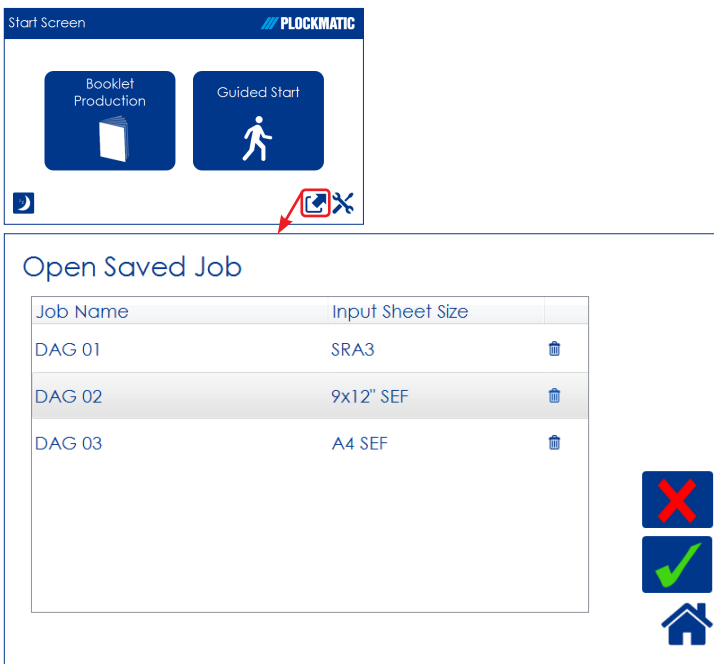 Start Screen
PLOCKMATIC
Booklet
Production
Guided Start
Open Saved Job
Job Name Input Sheet Size
DAG 01 SRA3
DAG 02 9x12" SEF
DAG 03 A4 SEF